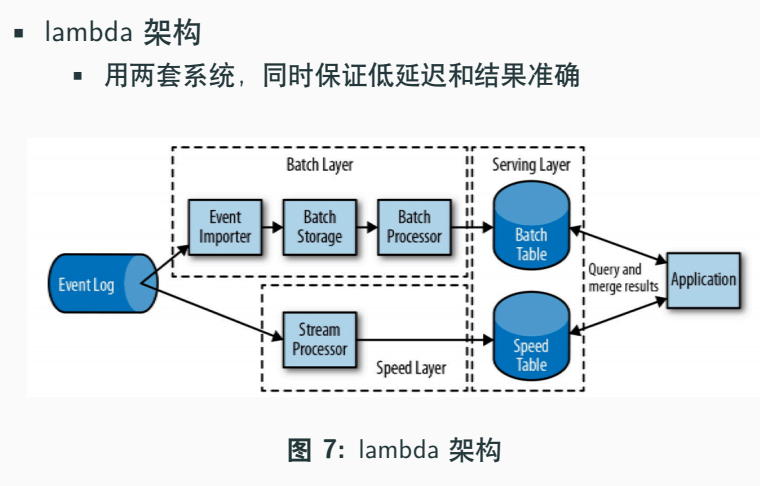 ▪ lambda 架构
▪ 用两套系统，同时保证低延迟和结果准确
Batch Layer
Serving Layer
Event
Importer
Batch
Storage
Batch
Processor
Batch
Table
Event Log
Query and
merge results
Application
Stream
Processor
Speed Layer
Speed
Table
图 7: lambda 架构